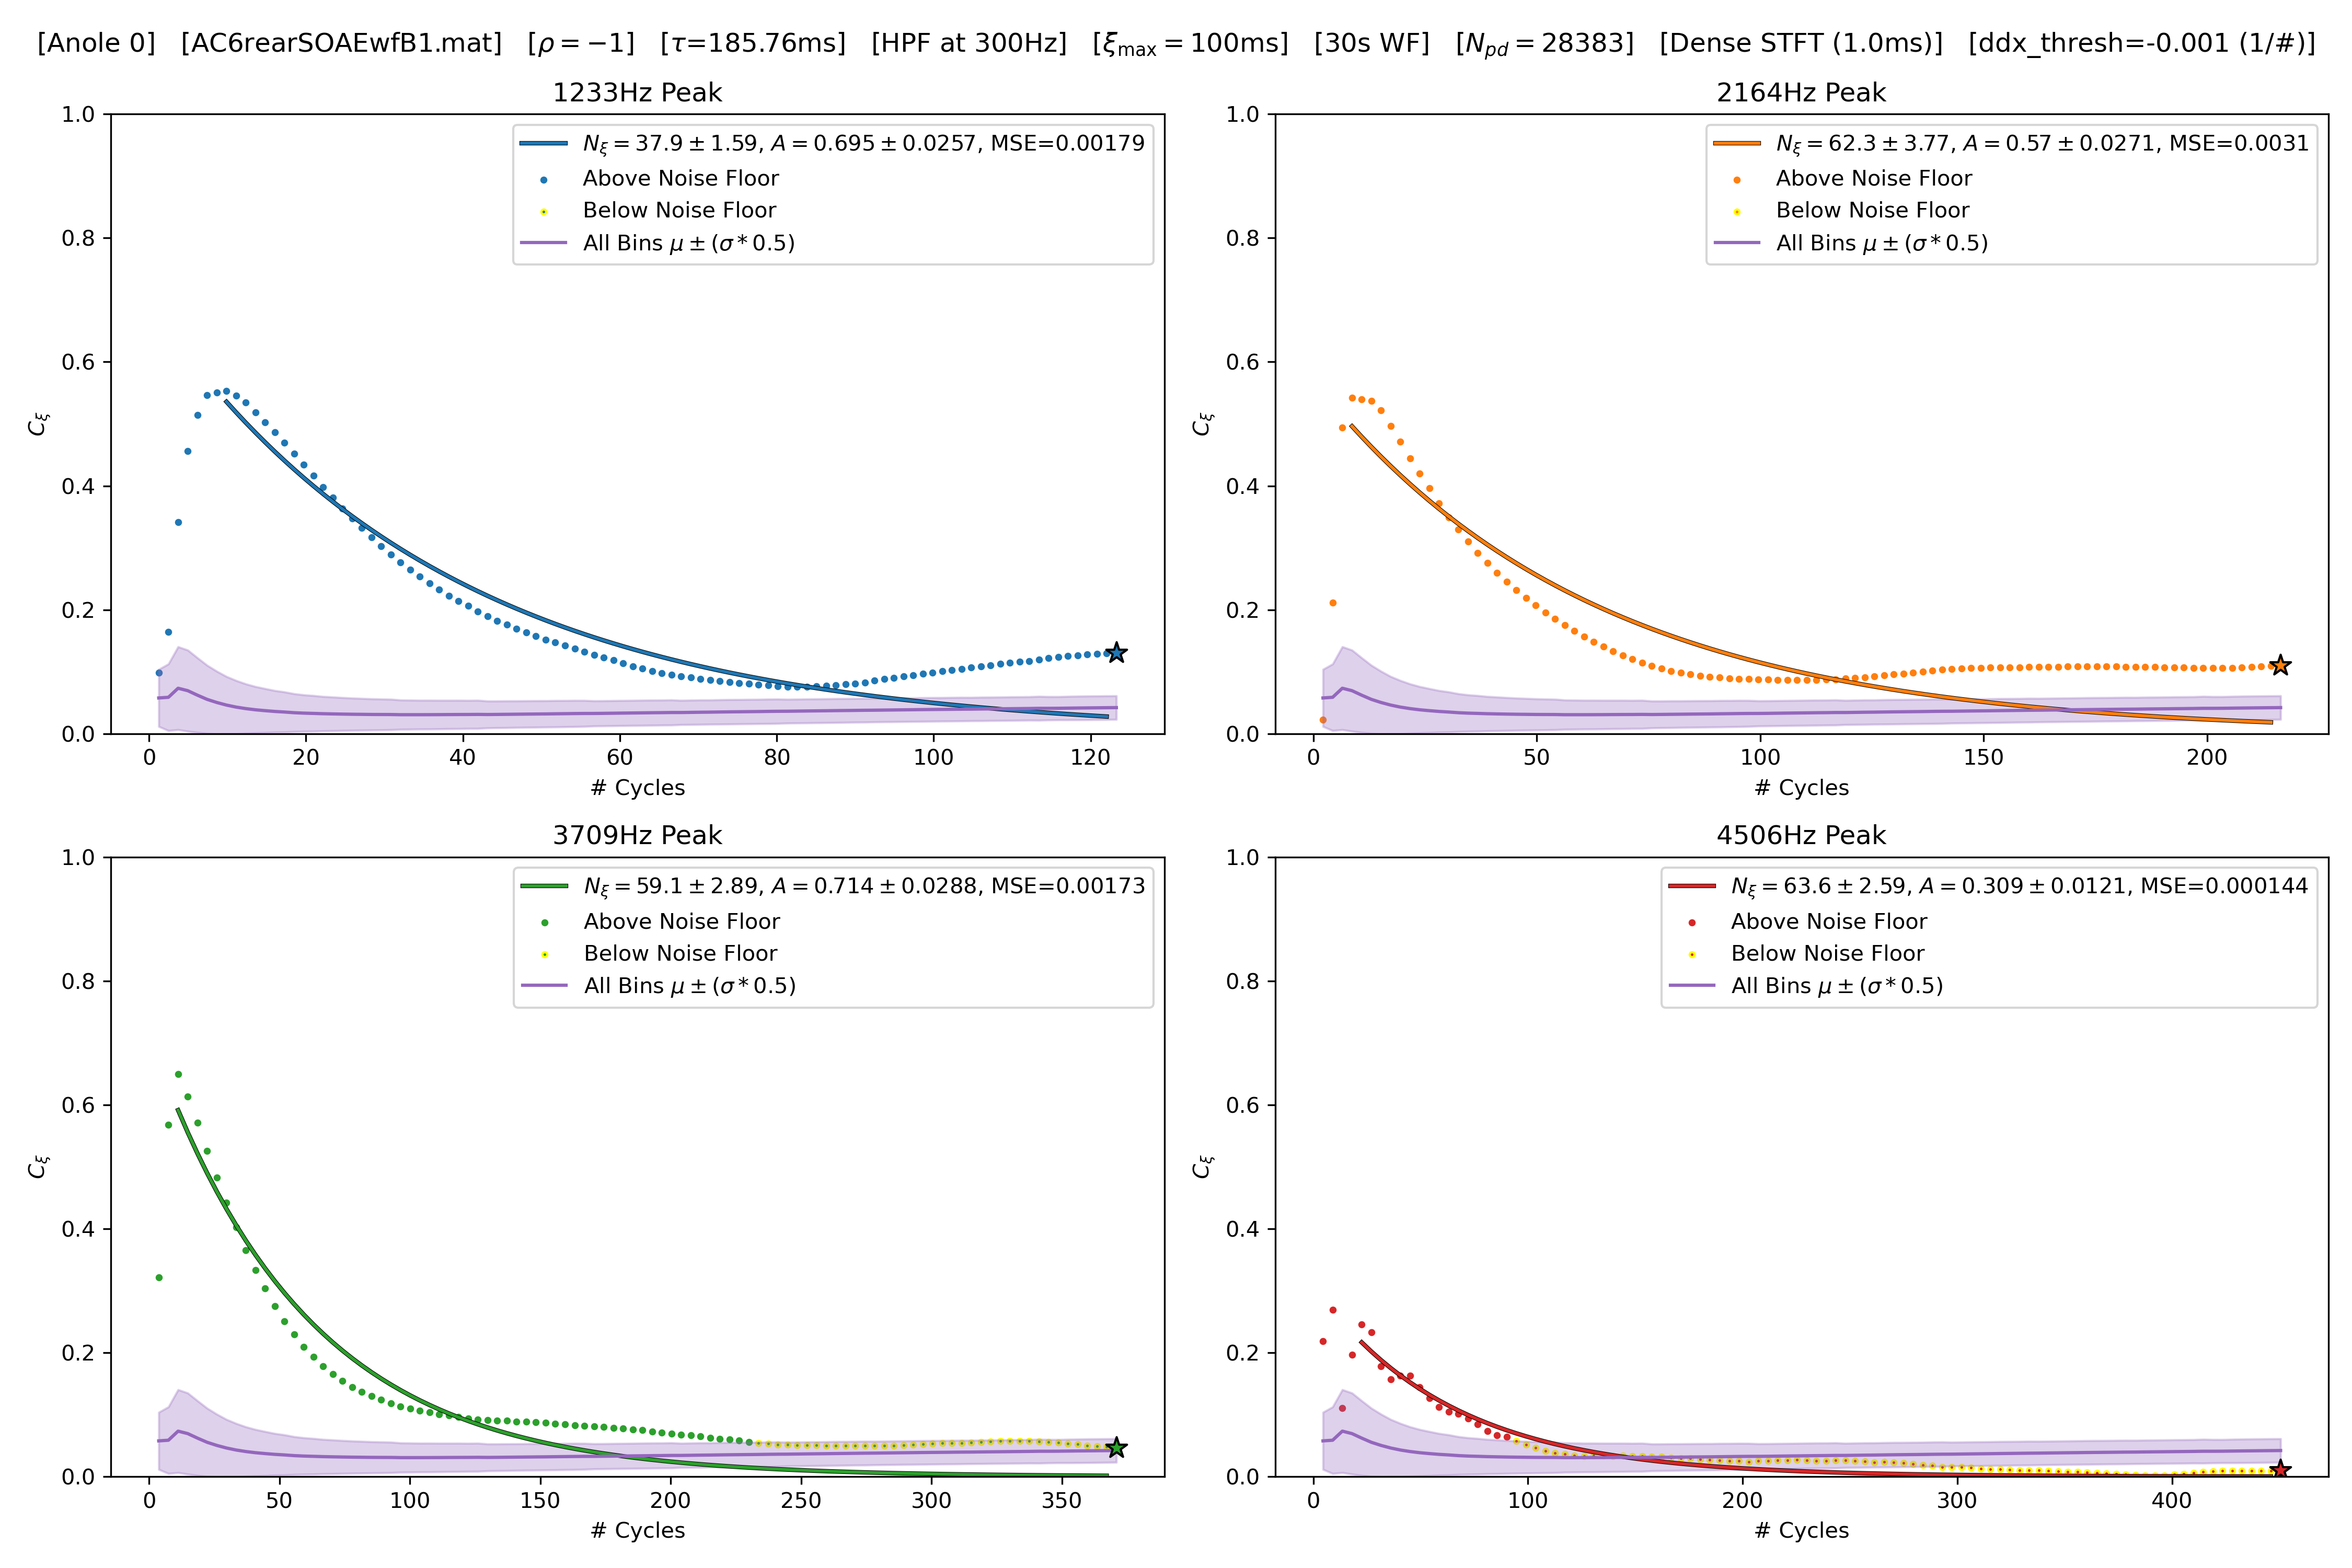 [Anole 0] [AC6rearSOAEwfB1.mat] [ρ = −1] [τ=185.76ms] [HPF at 300Hz] [ξmax = 100ms] [30s WF] [Npd = 28383] [Dense STFT (1.0ms)] [ddx_thresh=-0.001 (1/#)]
1233Hz Peak
Nξ = 37.9 ± 1.59, A = 0.695 ± 0.0257, MSE=0.00179
Above Noise Floor
Below Noise Floor
All Bins μ ± (σ * 0.5)
1.0
0.8
0.6
0.4
0.2
0.0
Cξ
0 20 40 60 80 100 120
# Cycles
2164Hz Peak
Nξ = 62.3 ± 3.77, A = 0.57 ± 0.0271, MSE=0.0031
Above Noise Floor
Below Noise Floor
All Bins μ ± (σ * 0.5)
1.0
0.8
0.6
0.4
0.2
0.0
Cξ
0 50 100 150 200
# Cycles
3709Hz Peak
Nξ = 59.1 ± 2.89, A = 0.714 ± 0.0288, MSE=0.00173
Above Noise Floor
Below Noise Floor
All Bins μ ± (σ * 0.5)
1.0
0.8
0.6
0.4
0.2
0.0
Cξ
0 50 100 150 200 250 300 350
# Cycles
4506Hz Peak
Nξ = 63.6 ± 2.59, A = 0.309 ± 0.0121, MSE=0.000144
Above Noise Floor
Below Noise Floor
All Bins μ ± (σ * 0.5)
1.0
0.8
0.6
0.4
0.2
0.0
Cξ
0 100 200 300 400
# Cycles